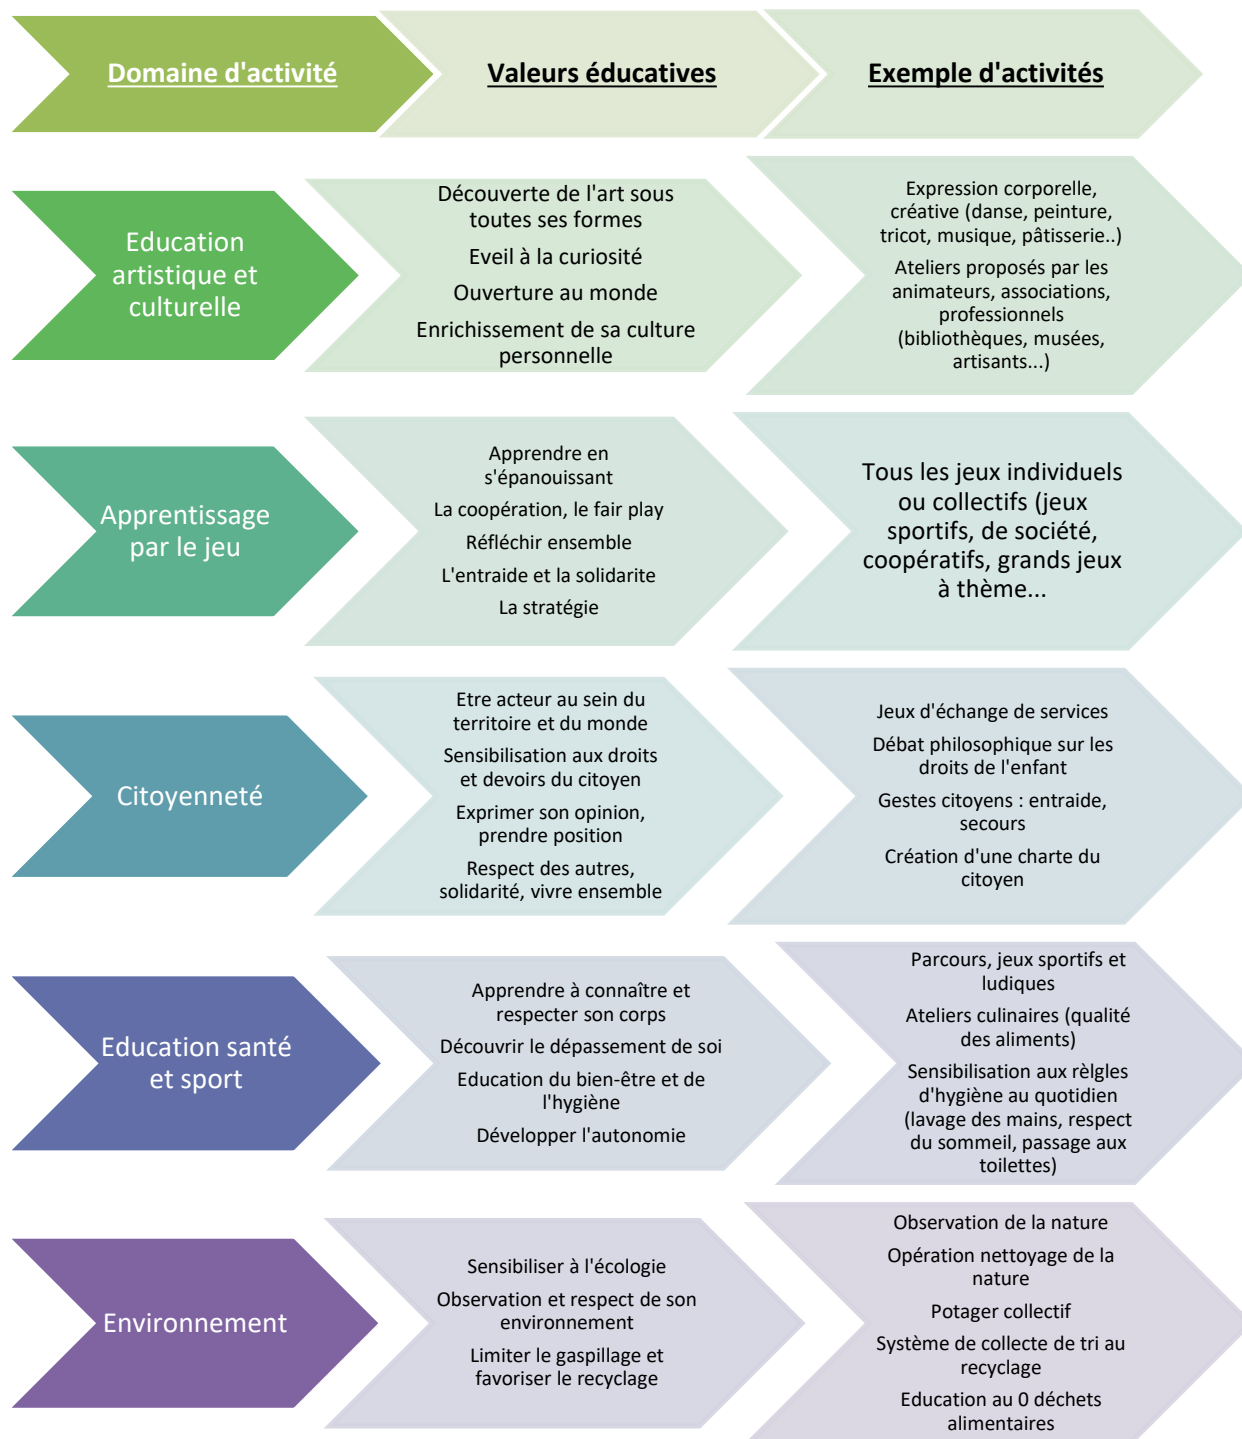 Domaine d'activité
Valeurs éducatives
Exemple d'activités
Education
artistique et
culturelle
Découverte de l'art sous
toutes ses formes
Eveil à la curiosité
Ouverture au monde
Enrichissement de sa culture
personnelle
Expression corporelle,
créative (danse, peinture,
tricot, musique, pâtisserie..)
Ateliers proposés par les
animateurs, associations,
professionnels
(bibliothèques, musées,
artisants...)
Apprentissage
par le jeu
Apprendre en
s'épanouissant
La coopération, le fair play
Réfléchir ensemble
L'entraide et la solidarite
La stratégie
Tous les jeux individuels
ou collectifs (jeux
sportifs, de société,
coopératifs, grands jeux
à thème...
Citoyenneté
Etre acteur au sein du
territoire et du monde
Sensibilisation aux droits
et devoirs du citoyen
Exprimer son opinion,
prendre position
Respect des autres,
solidarité, vivre ensemble
Jeux d'échange de services
Débat philosophique sur les
droits de l'enfant
Gestes citoyens : entraide,
secours
Création d'une charte du
citoyen
Education santé
et sport
Apprendre à connaître et
respecter son corps
Découvrir le dépassement de soi
Education du bien-être et de
l'hygiène
Développer l'autonomie
Parcours, jeux sportifs et
ludiques
Ateliers culinaires (qualité
des aliments)
Sensibilisation aux règlges
d'hygiène au quotidien
(lavage des mains, respect
du sommeil, passage aux
toilettes)
Environnement
Sensibiliser à l'écologie
Observation et respect de son
environnement
Limiter le gaspillage et
favoriser le recyclage
Observation de la nature
Opération nettoyage de la
nature
Potager collectif
Système de collecte de tri au
recyclage
Education au 0 déchets
alimentaires